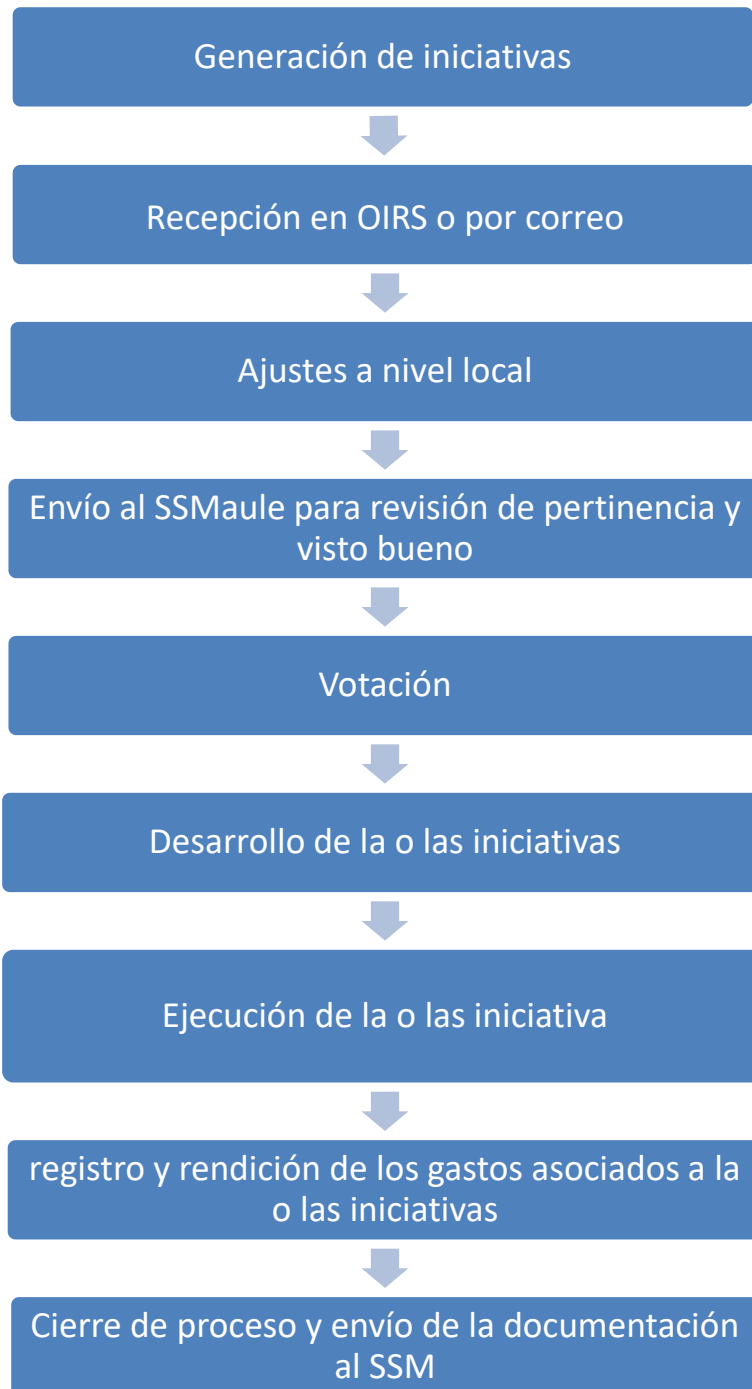 Generación de iniciativas
Recepción en OIRS o por correo
Ajustes a nivel local
Envío al SSMaule para revisión de pertinencia y
visto bueno
Votación
Desarrollo de la o las iniciativas
Ejecución de la o las iniciativa
registro y rendición de los gastos asociados a la
o las iniciativas
Cierre de proceso y envío de la documentación
al SSM